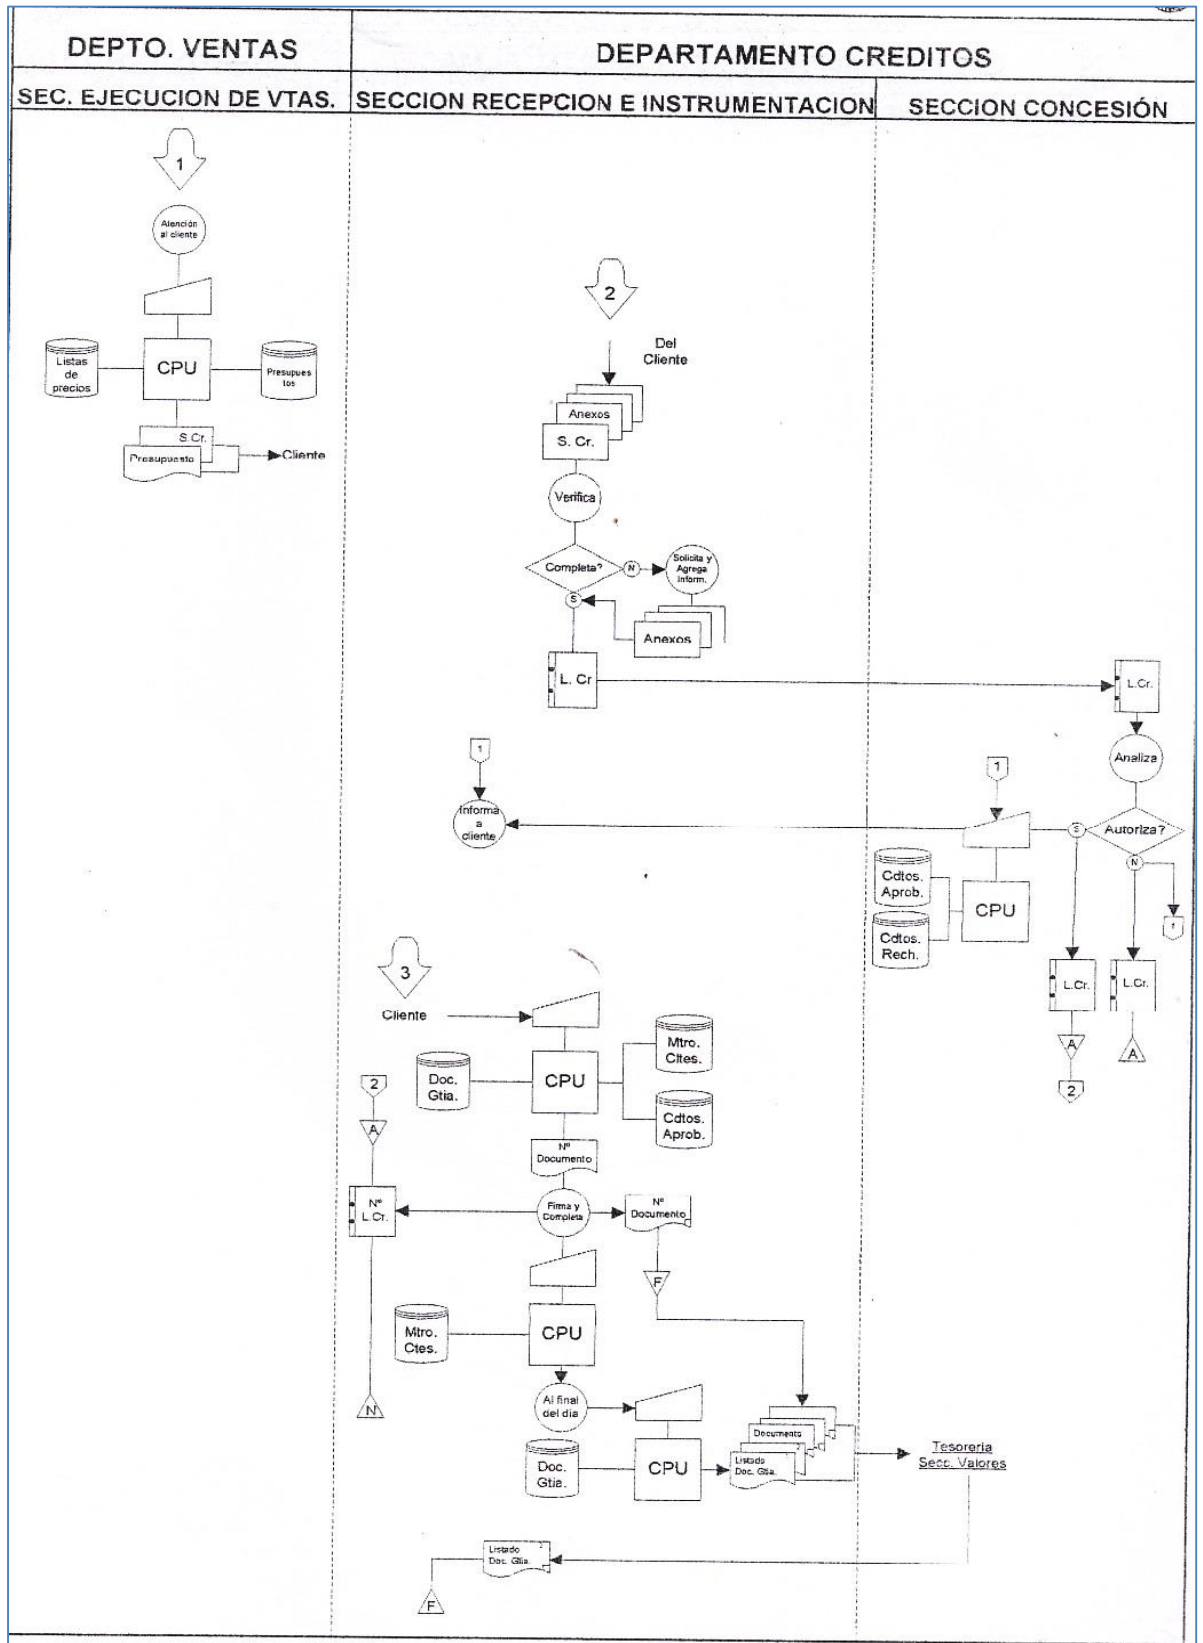 DEPTO. VENTAS
DEPARTAMENTO CREDITOS
SEC. EJECUCION DE VTAS.
SECCION RECEPCION E INSTRUMENTACION
SECCION CONCESIÓN
1
Atención
al cliente
Listas
de
precios
CPU
Presupues
tos
S.Cr.
Presupuesto
Cliente
2
Del
Cliente
Anexos
S. Cr.
Verifica
Completa?
N
Solicita y
Agrega
Inform.
S
Anexos
L. Cr
L.Cr.
Analiza
1
Informa
a
cliente
1
S
Autoriza?
N
Cdtos.
Aprob.
Cdtos.
Rech.
CPU
1
L.Cr.
L.Cr.
A
A
2
3
Cliente
Doc.
Gtia.
CPU
Mtro.
Cltes.
Cdtos.
Aprob.
2
A
Nº
Documento
Nº
L.Cr.
Firma y
Completa
Nº
Documento
F
Mtro.
Ctes.
CPU
N
Al final
del dia
Doc.
Gtia.
CPU
Documento
Listado
Doc. Gtia.
Tesoreria
Secc. Valores
Listado
Doc. Gtia.
2
F